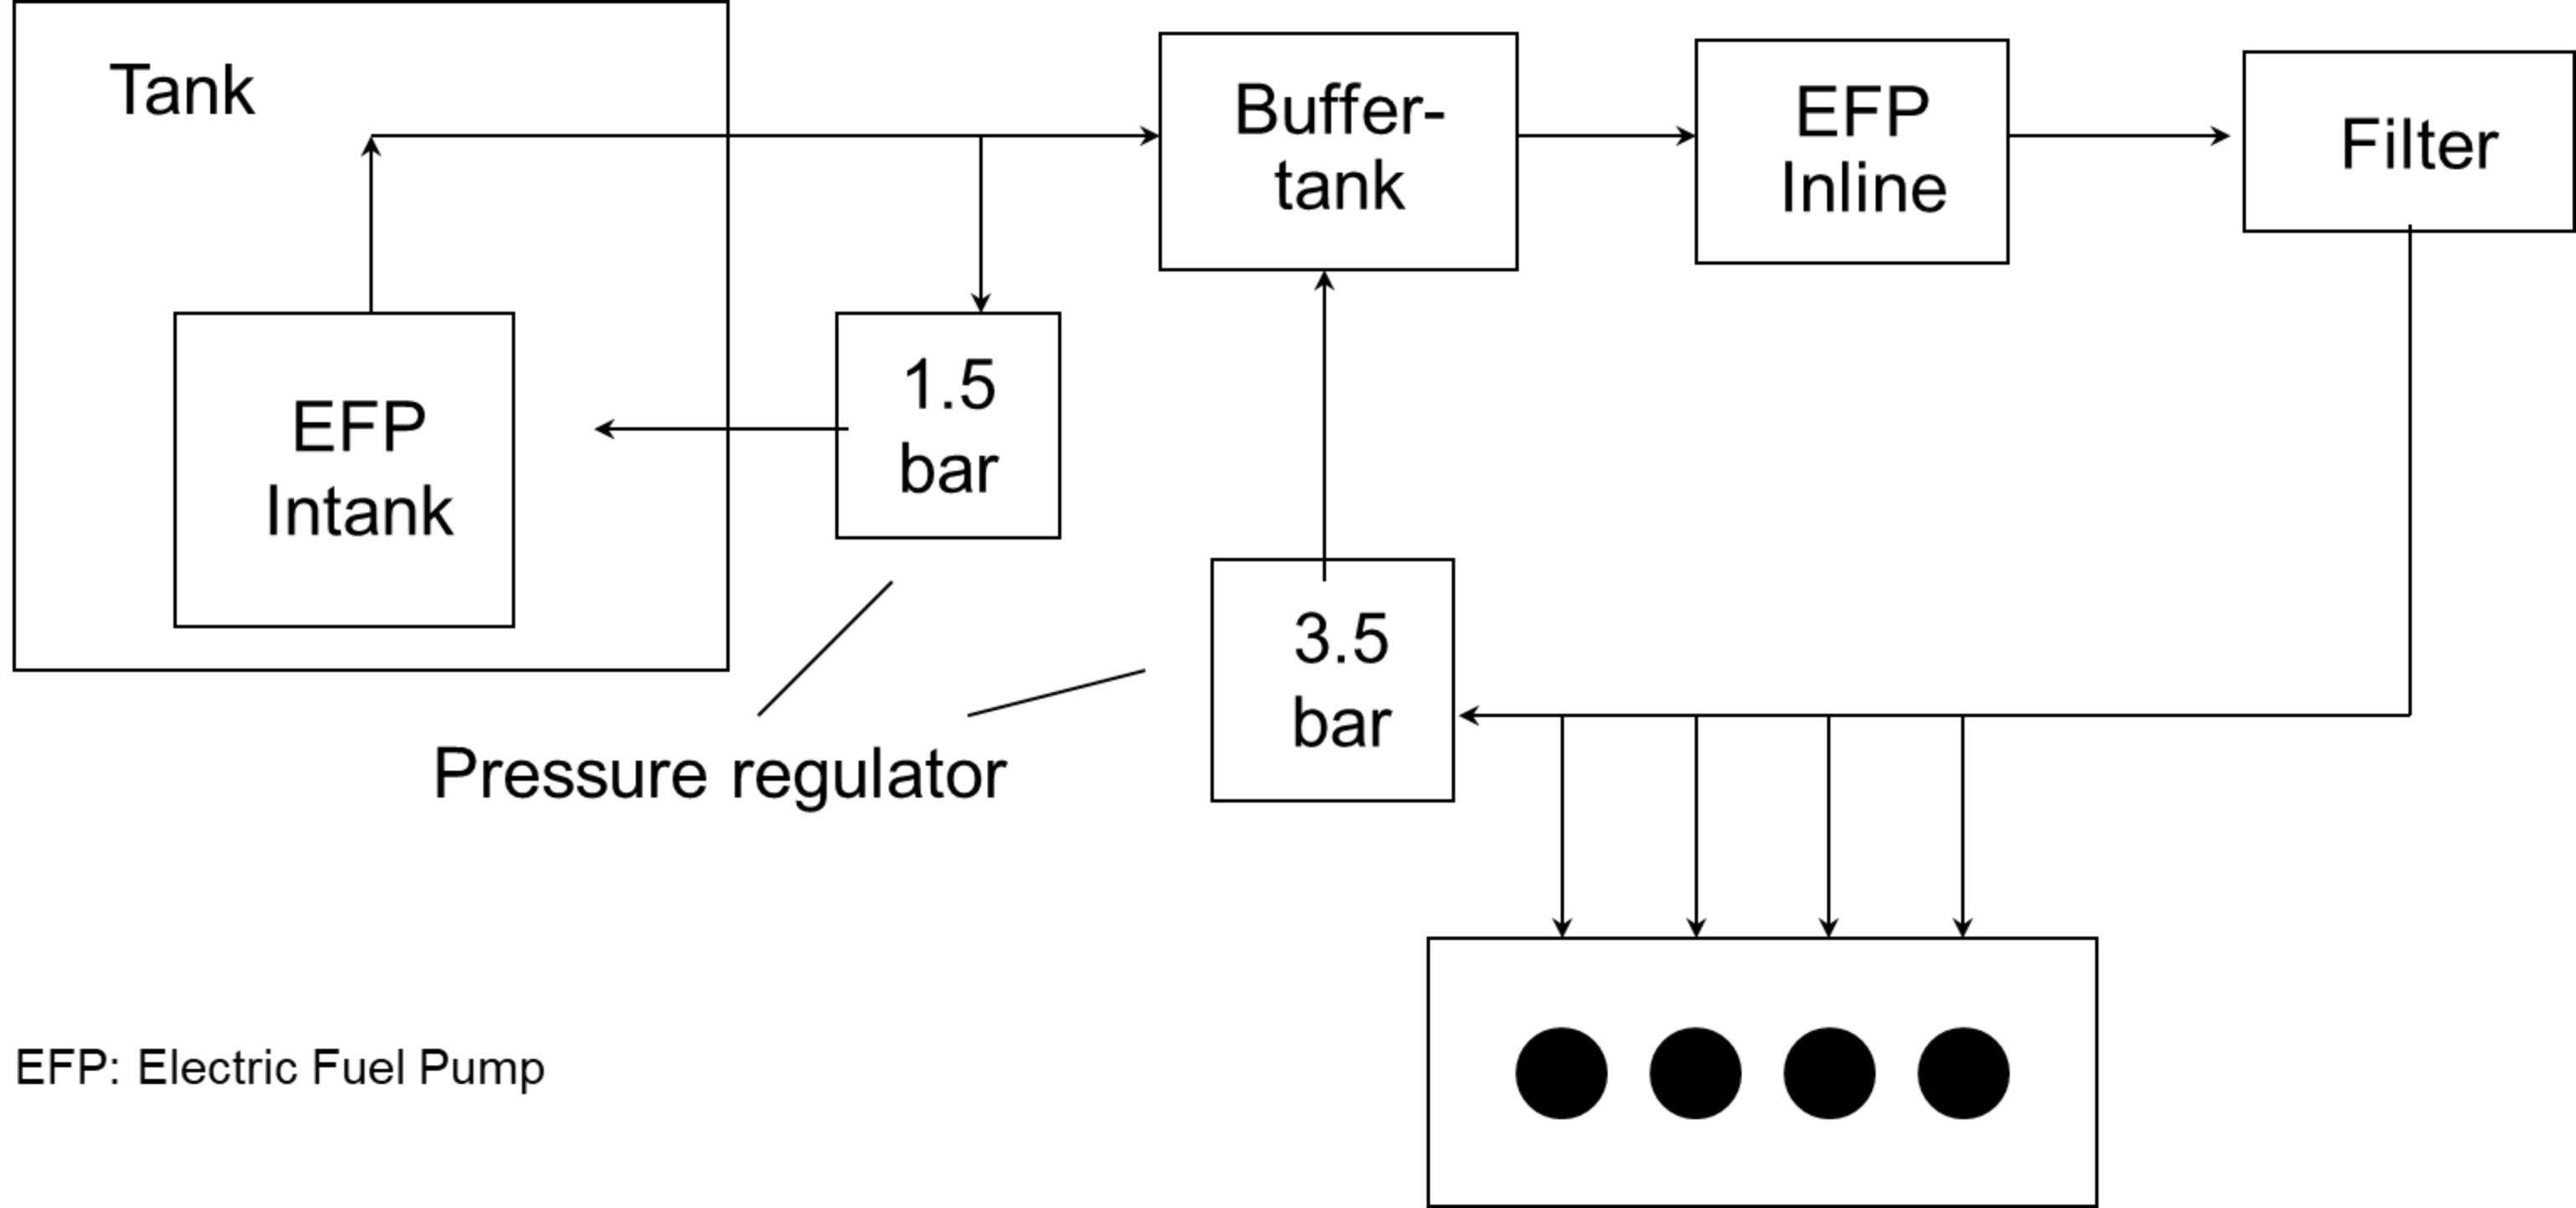 Tank
Buffer-
tank
EFP
Inline
Filter
EFP
Intank
1.5
bar
3.5
bar
Pressure regulator
EFP: Electric Fuel Pump